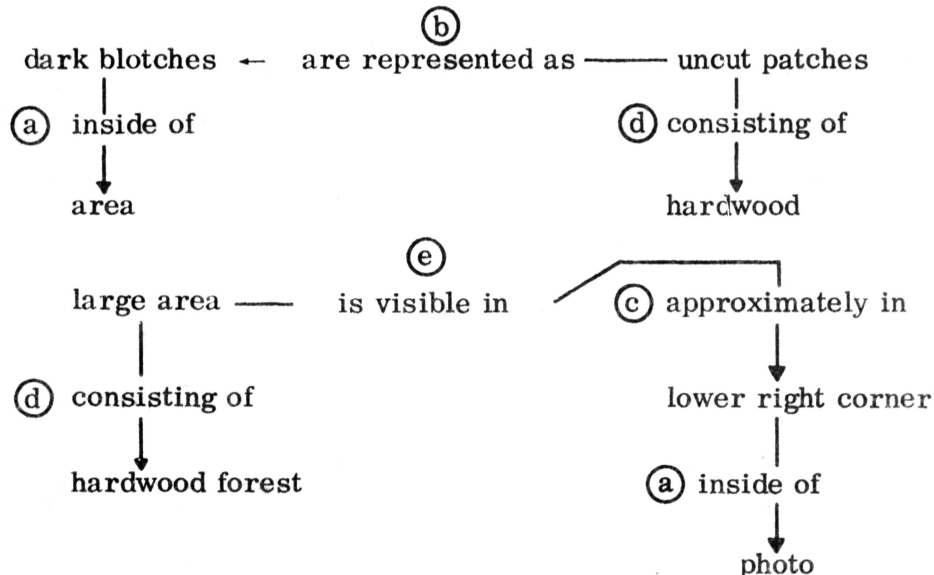 b
dark blotches are represented as uncut patches
a inside of d consisting of
area hardwood
e
large area is visible in c approximately in
d consisting of lower right corner
hardwood forest a inside of
photo